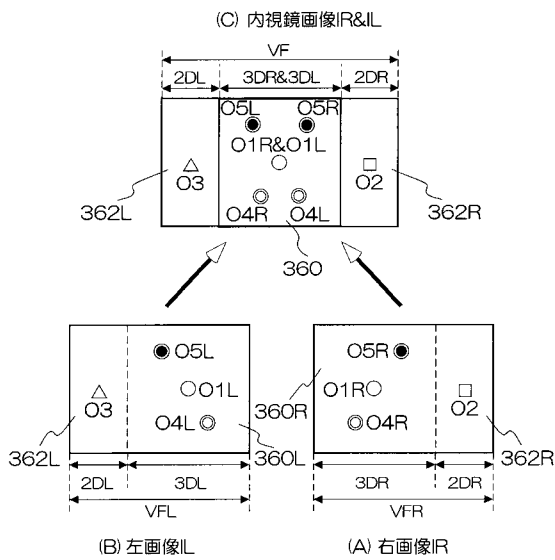 (C) 内視鏡画像IR&IL
VF
2DL 3DR&3DL 2DR
O5L O5R
O1R&O1L
O3 O2
362L 362R
O4R O4L
360
O5L O5R
O3 O1L 360R O1R O2
O4L O4R
362L 360L 362R
2DL 3DL 3DR 2DR
VFL VFR
(B) 左画像IL (A) 右画像IR